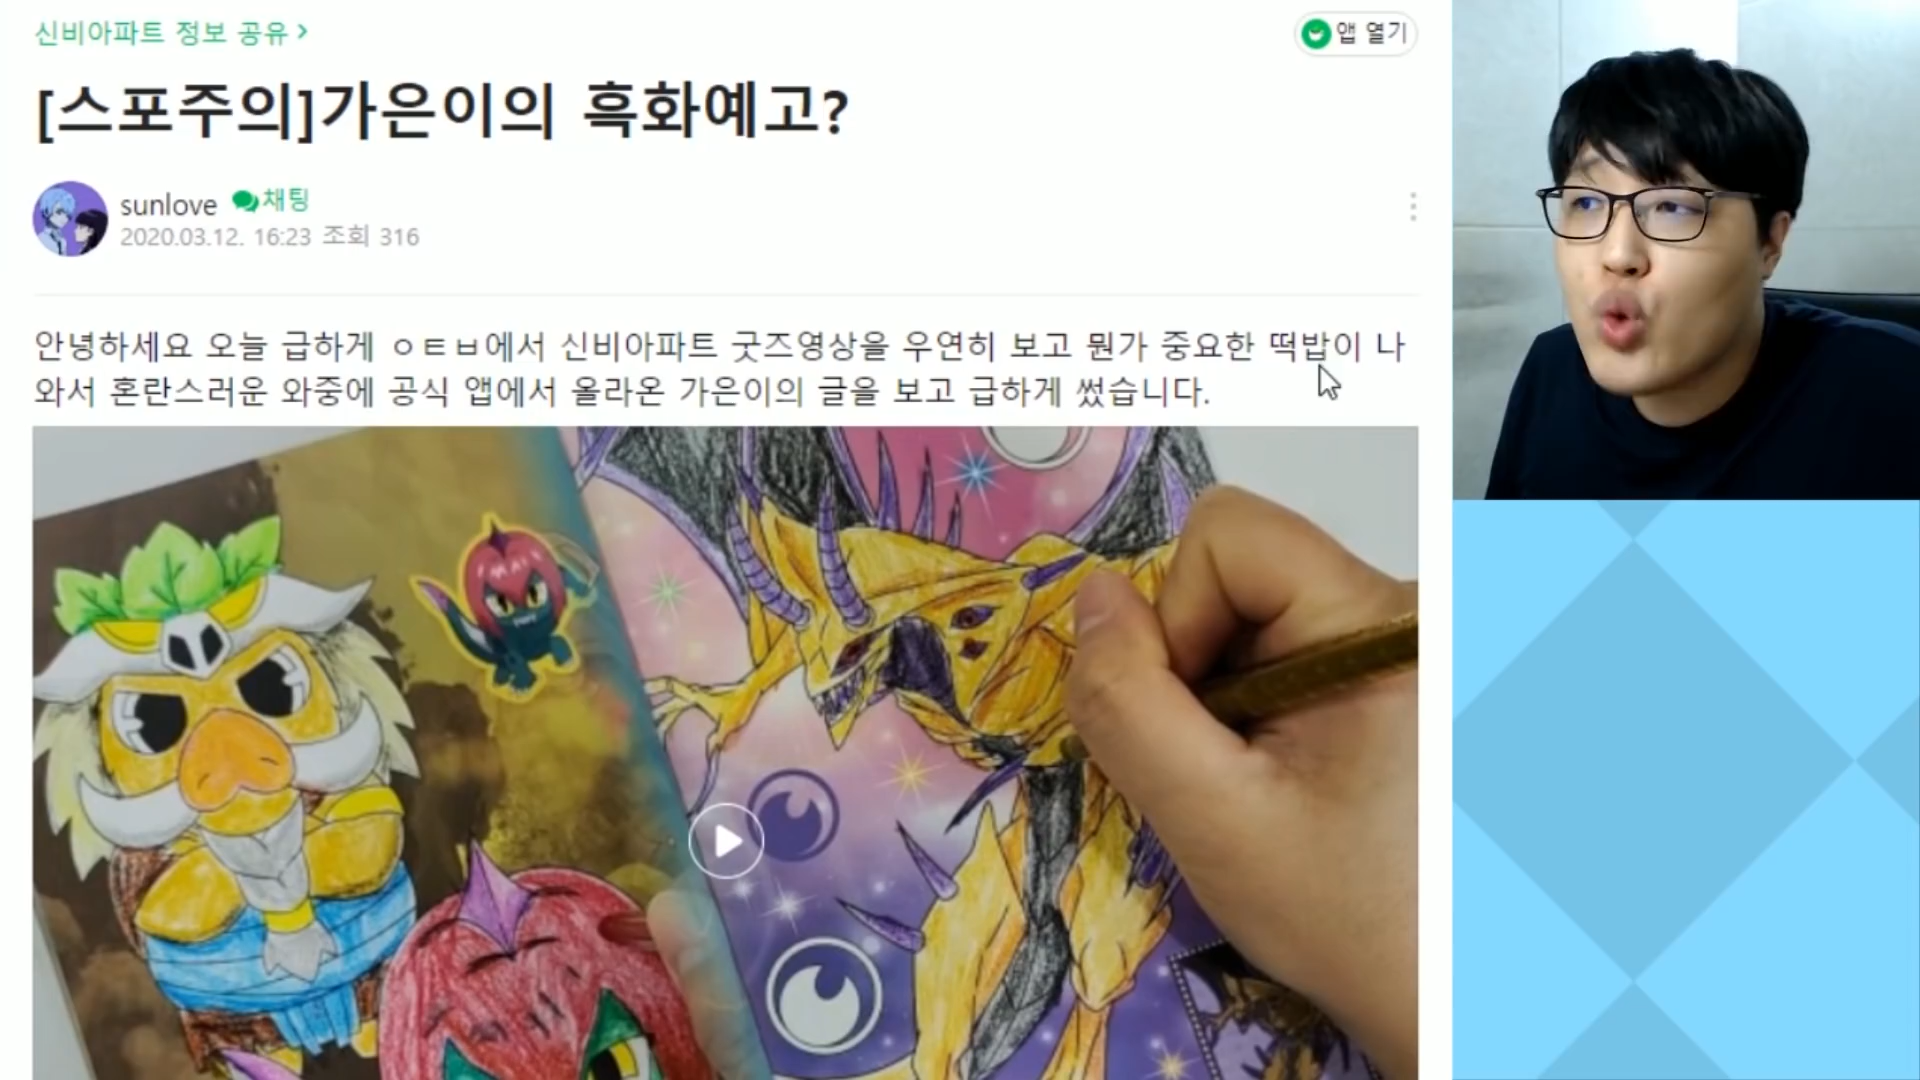 신비아파트 정보 공유 >
앱 열기
[스포주의]가은이의 흑화예고?
sunlove 채팅
2020.03.12. 16:23 조회 316
안녕하세요 오늘 급하게 ㅇㅌㅂ에서 신비아파트 굿즈영상을 우연히 보고 뭔가 중요한 떡밥이 나
와서 혼란스러운 와중에 공식 앱에서 올라온 가은이의 글을 보고 급하게 썼습니다.